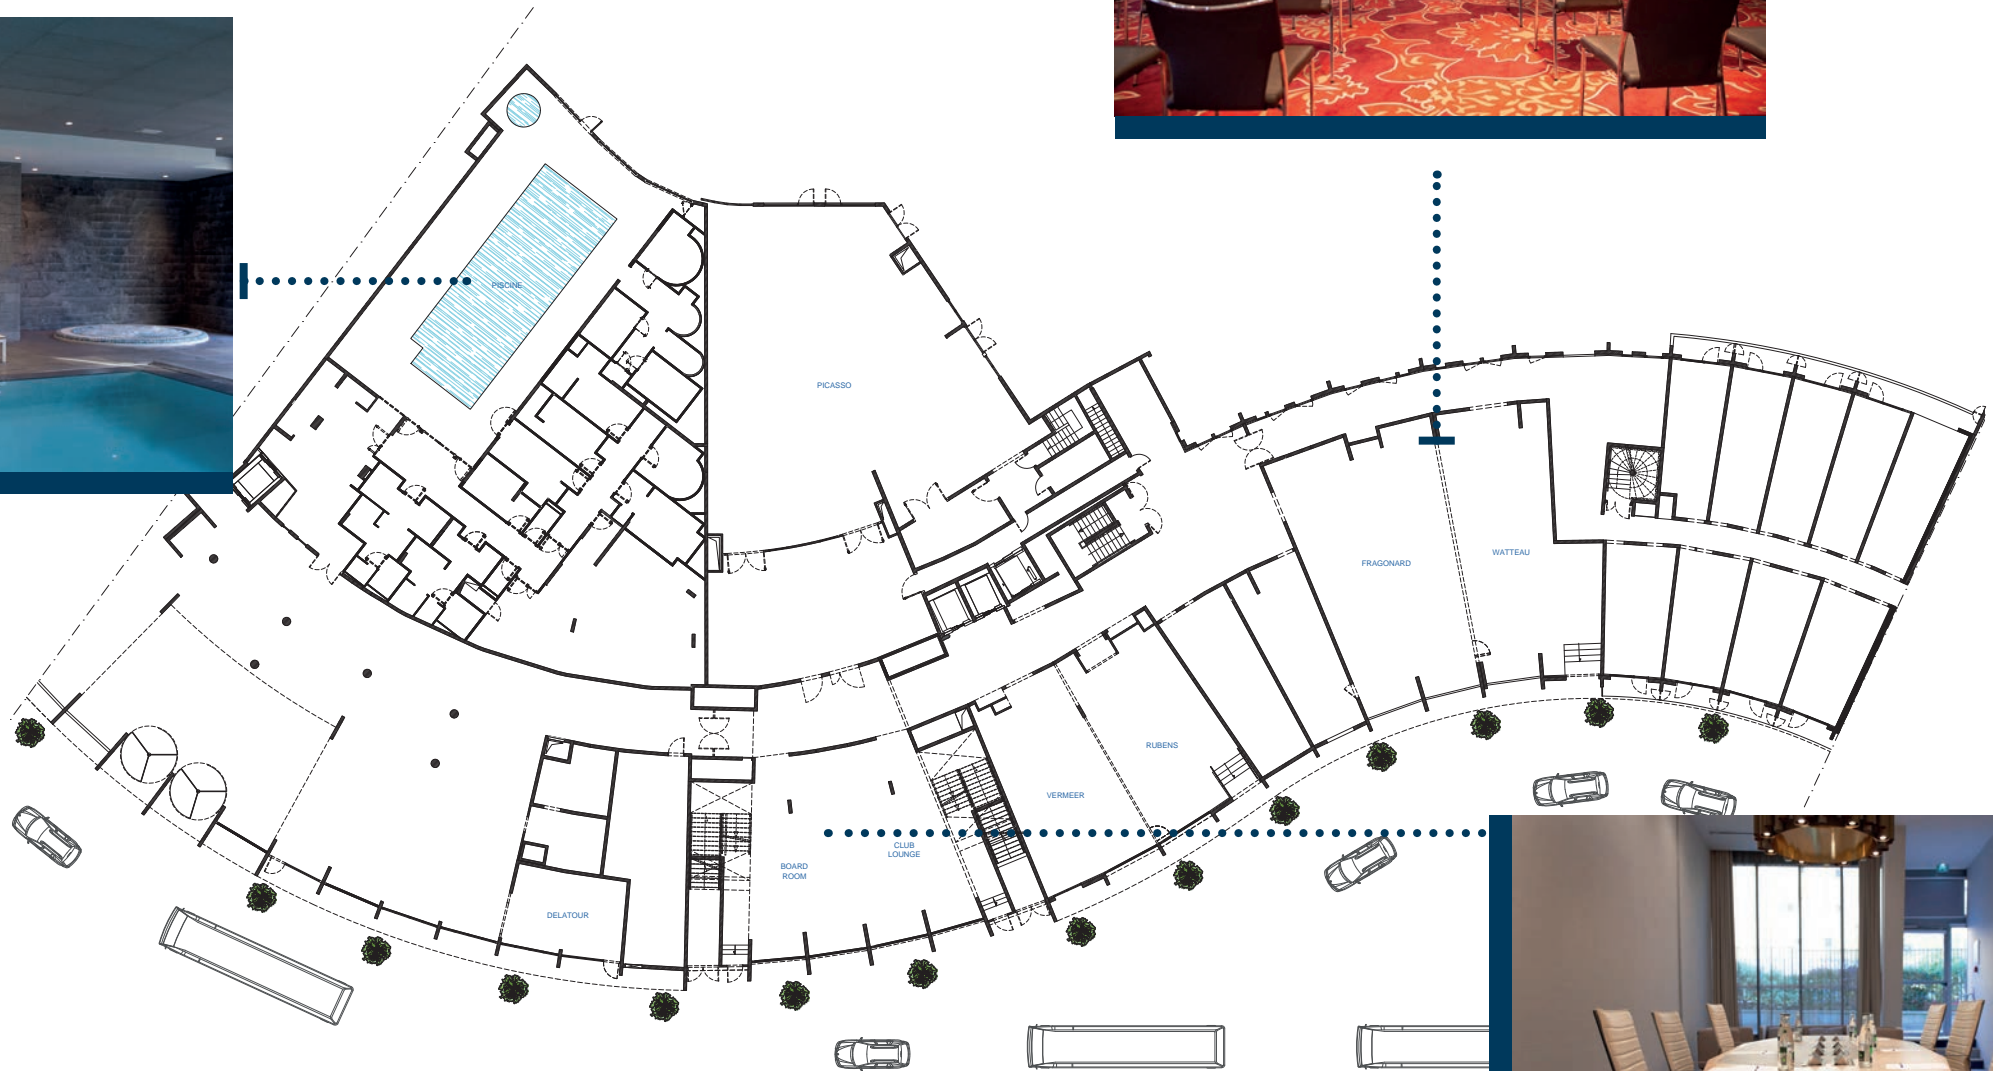 PISCINE
PICASSO
FRAGONARD
WATTEAU
RUBENS
VERMEER
CLUB
LOUNGE
BOARD
ROOM
DELATOUR